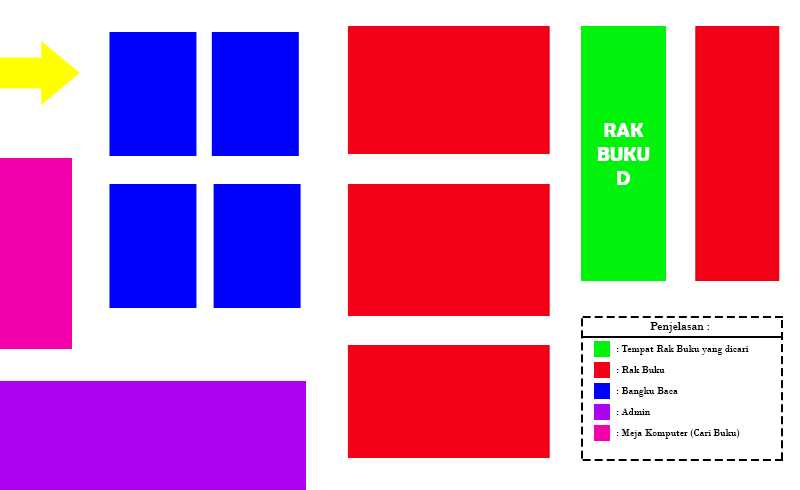 RAK
BUKU
D
Penjelasan :
: Tempat Rak Buku yang dicari
: Rak Buku
: Bangku Baca
: Admin
: Meja Komputer (Cari Buku)